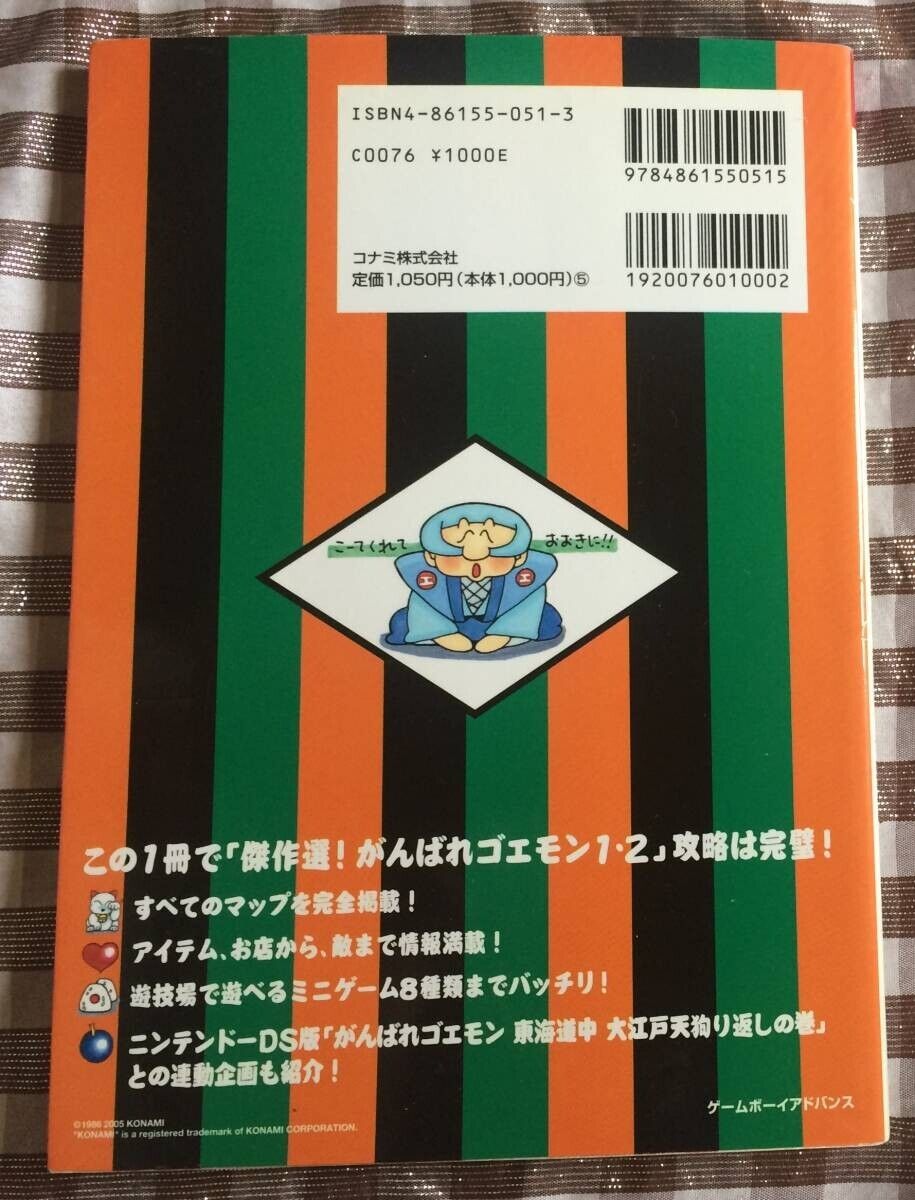 ISBN4-86155-051-3
C0076 ¥1000E
9784861550515
1920076010002
コナミ株式会社
定価1,050円(本体1,000円)⑤
こーてくれて おおきに!!
エ エ
この1冊で「傑作選!がんばれゴエモン1・2」攻略は完璧!
すべてのマップを完全掲載!
アイテム、お店から、敵まで情報満載!
遊技場で遊べるミニゲーム8種類までバッチリ!
ニンテンドーDS版「がんばれゴエモン 東海道中 大江戸天狗り返しの巻」
との連動企画も紹介!
ゲームボーイアドバンス
©1986 2005 KONAMI
"KONAMI" is a registered trademark of KONAMI CORPORATION.